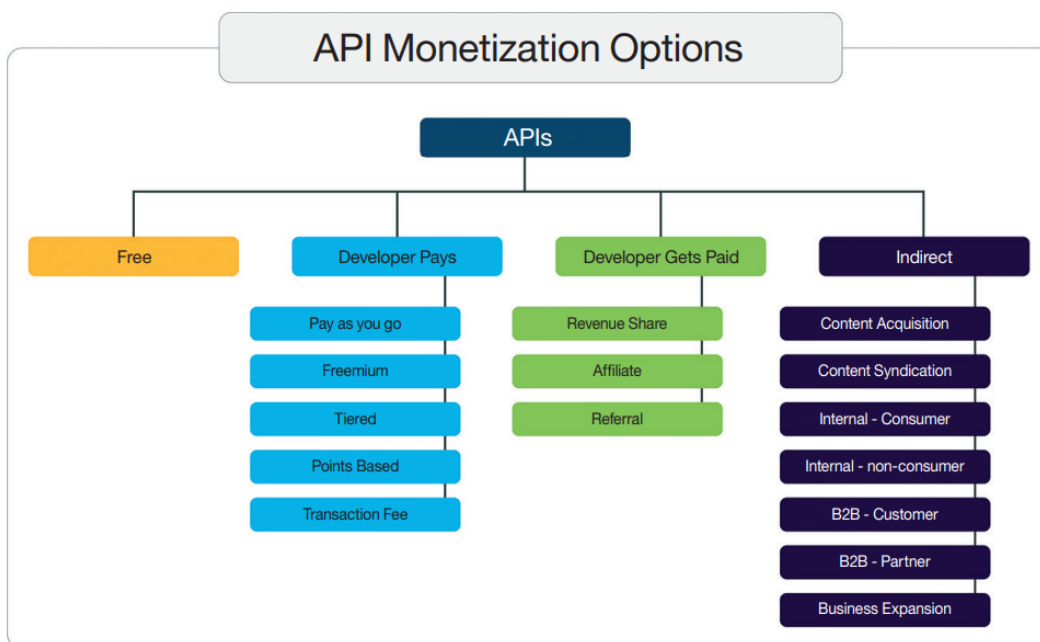 API Monetization Options
APIs
Free
Developer Pays
Developer Gets Paid
Indirect
Pay as you go
Freemium
Tiered
Points Based
Transaction Fee
Revenue Share
Affiliate
Referral
Content Acquisition
Content Syndication
Internal - Consumer
Internal - non-consumer
B2B - Customer
B2B - Partner
Business Expansion